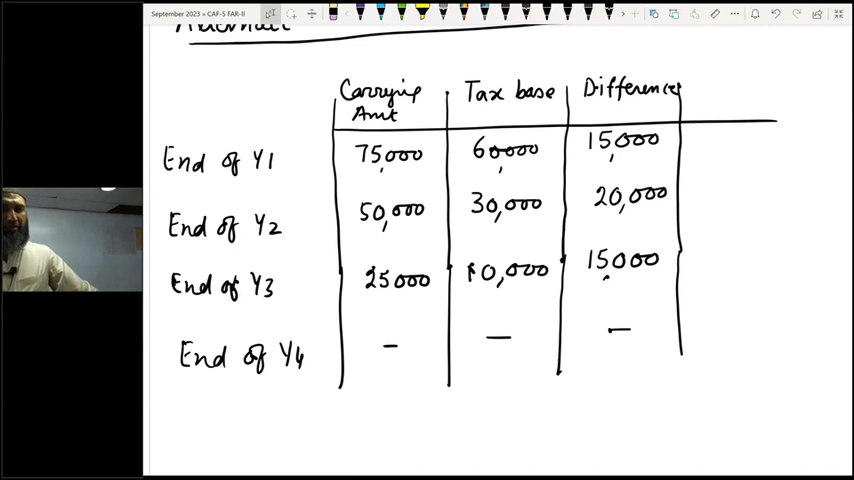 September 2023 » CAF-5 FAR-II
Carrying Amt Tax base Difference
End of Y1 75,000 60,000 15,000
End of Y2 50,000 30,000 20,000
End of Y3 25000 10,000 15,000
End of Y4 - - -